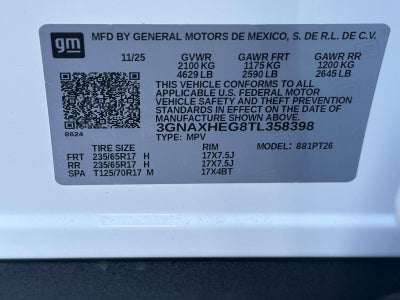 gm MFD BY GENERAL MOTORS DE MEXICO, S. DE R.L. DE C.V.
11/25 GVWR GAWR FRT GAWR RR
2100 KG 1175 KG 1200 KG
4629 LB 2590 LB 2645 LB
THIS VEHICLE CONFORMS TO ALL
APPLICABLE U.S. FEDERAL MOTOR
VEHICLE SAFETY AND THEFT PREVENTION
STANDARDS IN EFFECT ON THE DATE OF
MANUFACTURE SHOWN ABOVE.
8624 3GNAXHEG8TL358398
TYPE: MPV MODEL: 881PT26
TIRE SIZE RIM
FRT 235/65R17 H 17X7.5J
RR 235/65R17 H 17X7.5J
SPA T125/70R17 M 17X4BT